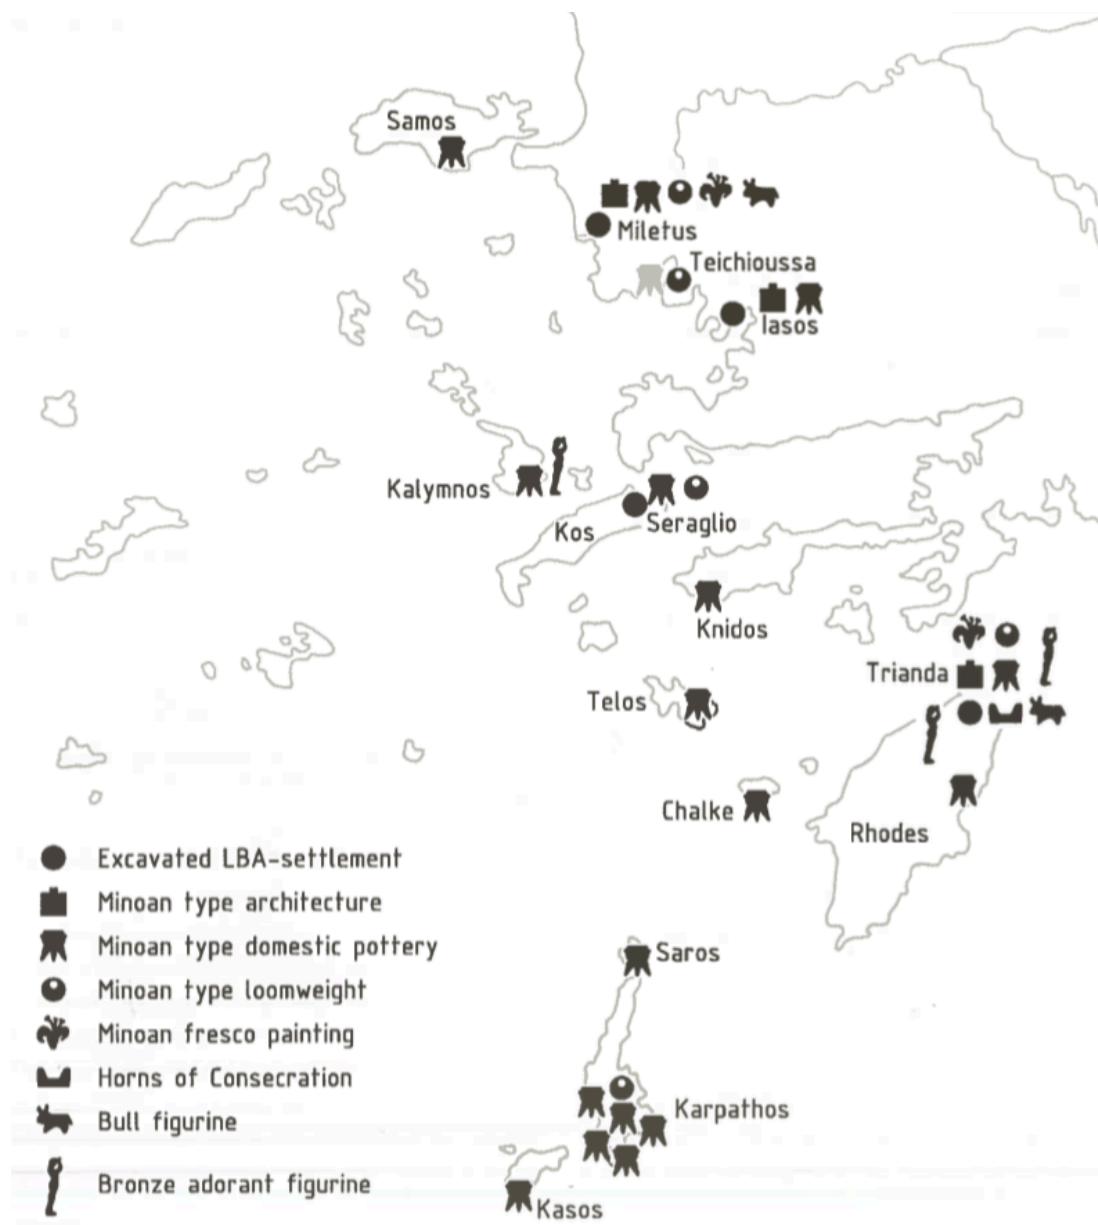 Samos
Miletus
Teichioussa
Iasos
Kalymnos
Kos
Seraglio
Knidos
Trianda
Telos
Chalke
Rhodes
Excavated LBA-settlement
Minoan type architecture
Minoan type domestic pottery
Minoan type loomweight
Minoan fresco painting
Horns of Consecration
Bull figurine
Bronze adorant figurine
Saros
Karpathos
Kasos